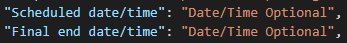 "Scheduled date/time": "Date/Time Optional",
"Final end date/time": "Date/Time Optional",